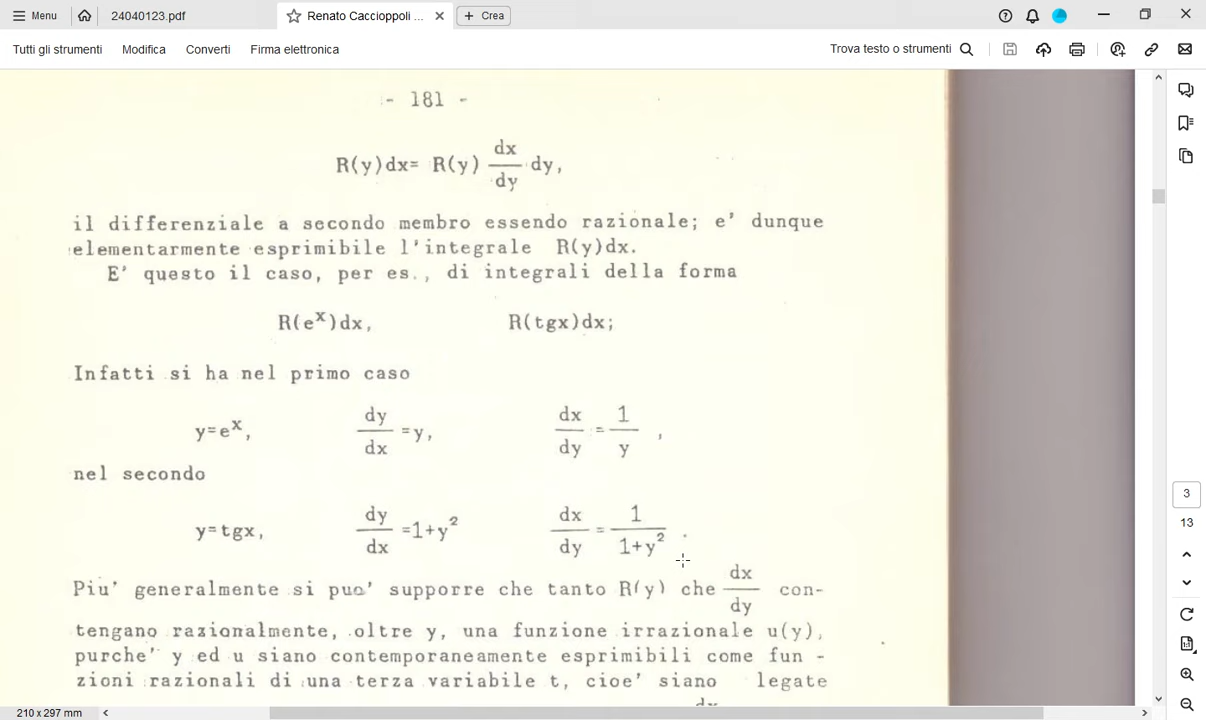 Menu
24040123.pdf
Renato Caccioppoli ...
Crea
Tutti gli strumenti
Modifica
Converti
Firma elettronica
Trova testo o strumenti
- 181 -
R(y)dx= R(y) dx/dy dy,
il differenziale a secondo membro essendo razionale; e' dunque
elementarmente esprimibile l'integrale R(y)dx.
E' questo il caso, per es., di integrali della forma
R(e^x)dx, R(tgx)dx;
Infatti si ha nel primo caso
y=e^x, dy/dx =y, dx/dy = 1/y ,
nel secondo
y=tgx, dy/dx =1+y² dx/dy = 1/1+y² .
Piu' generalmente si puo' supporre che tanto R(y) che dx/dy con-
tengano razionalmente, oltre y, una funzione irrazionale u(y),
purche' y ed u siano contemporaneamente esprimibili come fun -
zioni razionali di una terza variabile t, cioe' siano legate
dx
3
13
210 x 297 mm